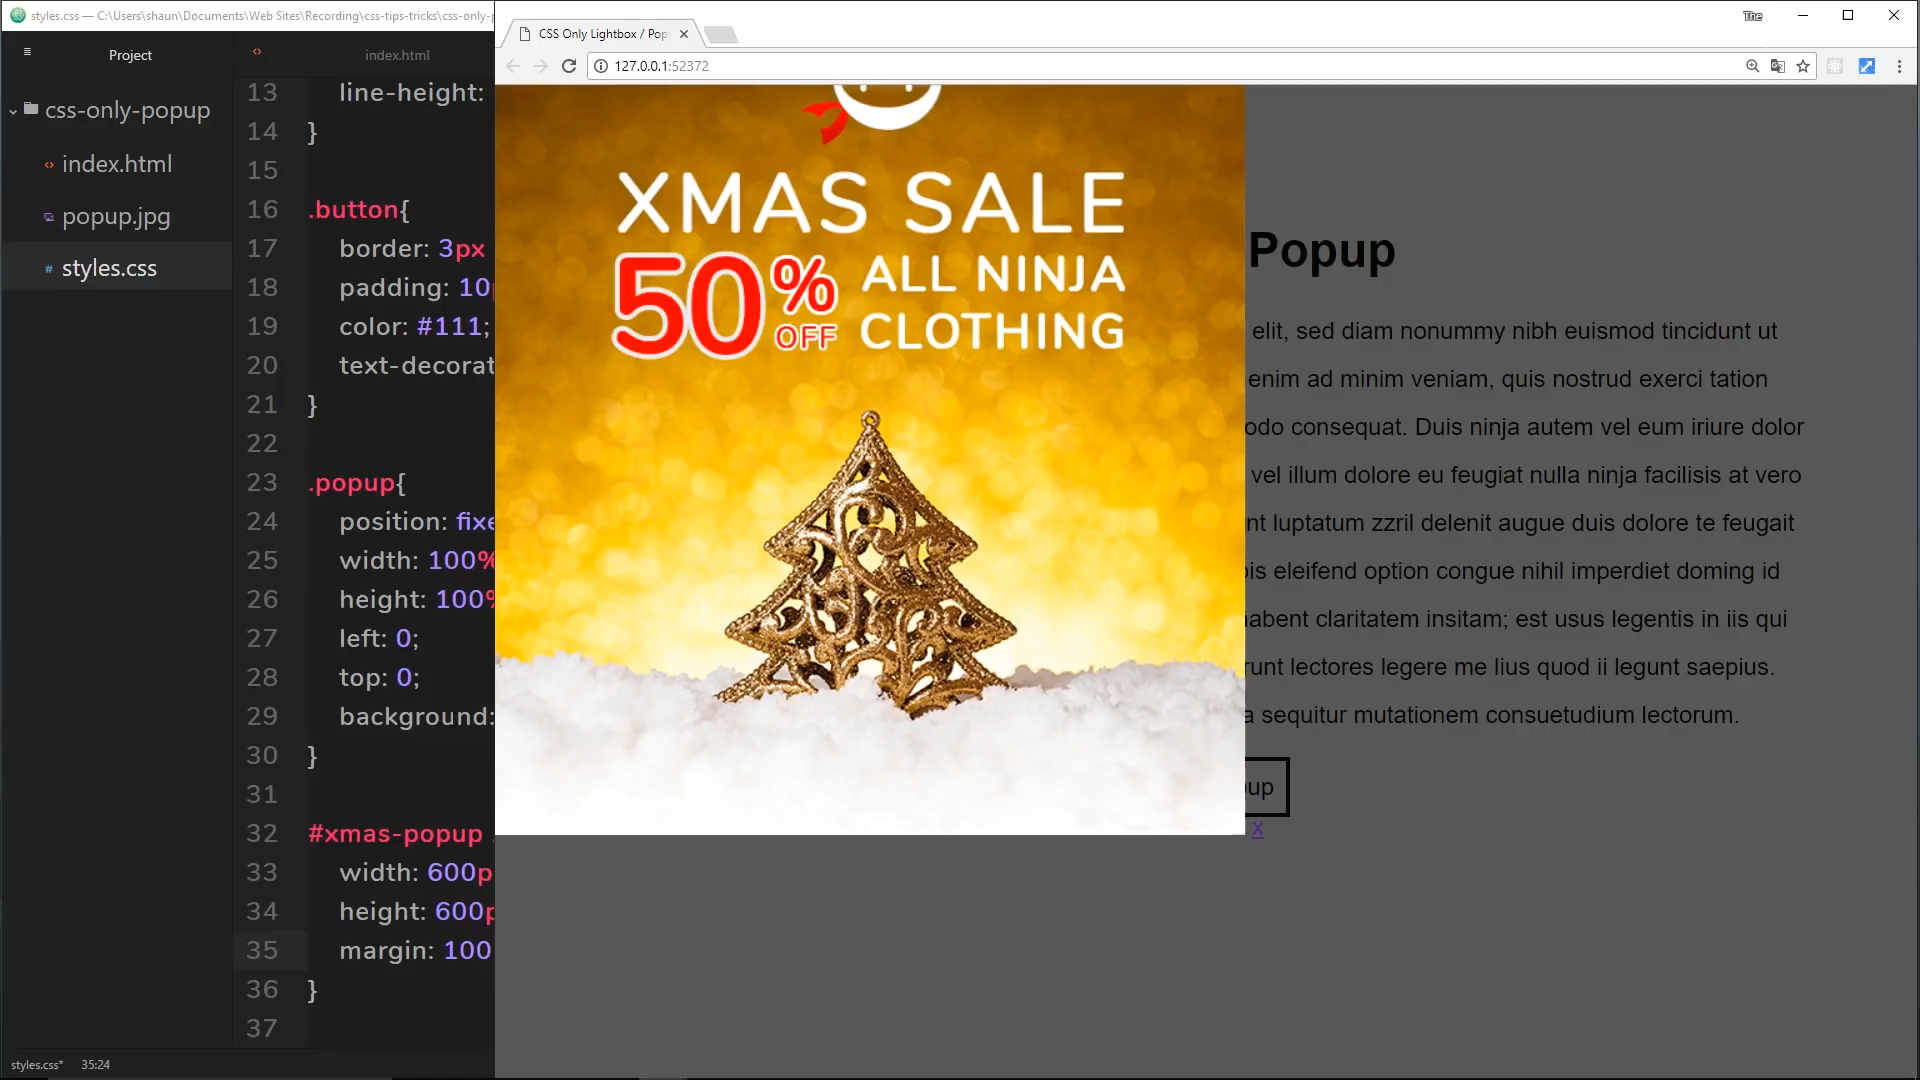 styles.css — C:\Users\shaun\Documents\Web Sites\Recording\css-tips-tricks\css-only-p
Project
index.html
css-only-popup
index.html
popup.jpg
styles.css
13 line-height:
14 }
15
16 .button{
17 border: 3px
18 padding: 10
19 color: #111;
20 text-decorat
21 }
22
23 .popup{
24 position: fixe
25 width: 100%
26 height: 100%
27 left: 0;
28 top: 0;
29 background:
30 }
31
32 #xmas-popup
33 width: 600p
34 height: 600p
35 margin: 100
36 }
37
styles.css* 35:24
The
CSS Only Lightbox / Pop
127.0.0.1:52372
XMAS SALE
50% OFF
ALL NINJA
CLOTHING
Popup
elit, sed diam nonummy nibh euismod tincidunt ut
enim ad minim veniam, quis nostrud exerci tation
odo consequat. Duis ninja autem vel eum iriure dolor
vel illum dolore eu feugiat nulla ninja facilisis at vero
nt luptatum zzril delenit augue duis dolore te feugait
is eleifend option congue nihil imperdiet doming id
habent claritatem insitam; est usus legentis in iis qui
runt lectores legere me lius quod ii legunt saepius.
a sequitur mutationem consuetudium lectorum.
up
X